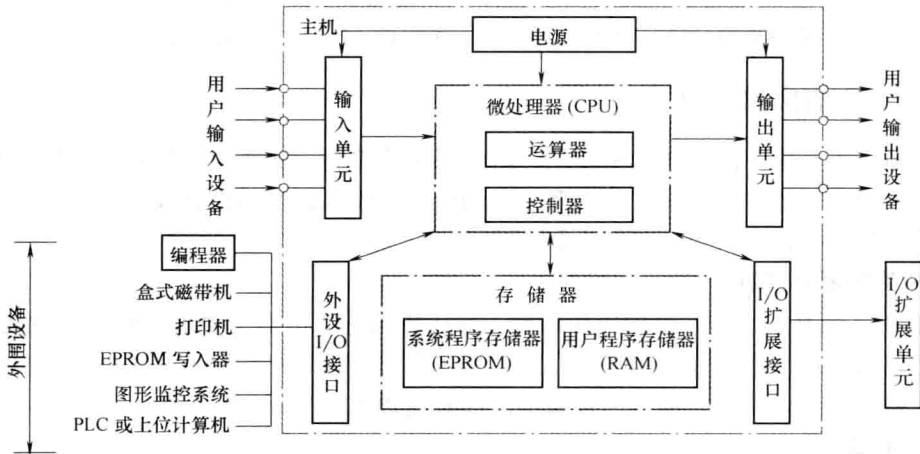 主机
电源
用户输入设备
输入单元
微处理器(CPU)
运算器
控制器
输出单元
用户输出设备
外围设备
编程器
盒式磁带机
打印机
EPROM 写入器
图形监控系统
PLC 或上位计算机
外设I/O接口
存储器
系统程序存储器
(EPROM)
用户程序存储器
(RAM)
I/O扩展接口
I/O扩展单元